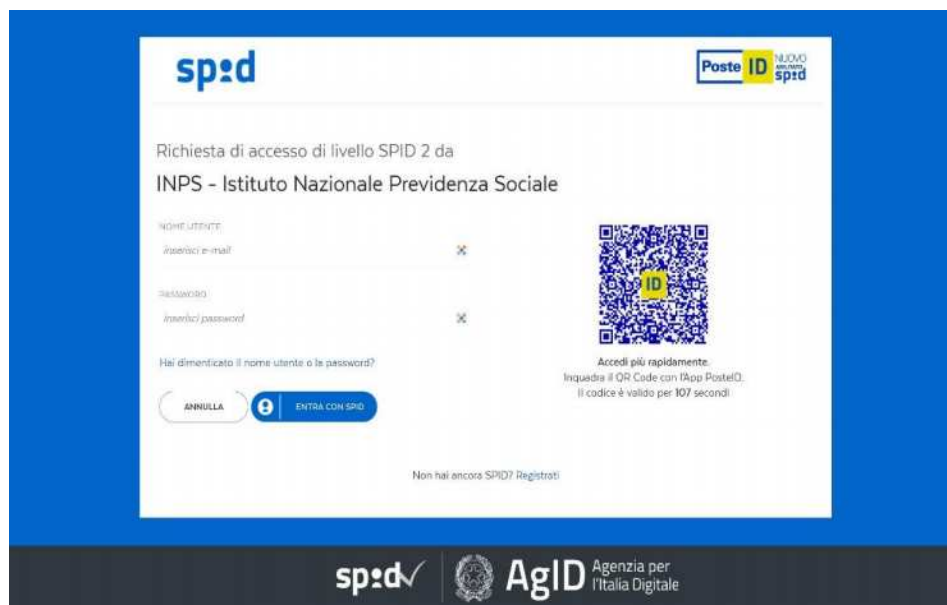 spid
Poste ID NUOVO
spid
Richiesta di accesso di livello SPID 2 da
INPS - Istituto Nazionale Previdenza Sociale
NOME UTENTE
inserisci e-mail
PASSWORD
inserisci password
ID
Hai dimenticato il nome utente o la password?
Accedi più rapidamente.
Inquadra il QR Code con l'App PosteID.
Il codice è valido per 107 secondi
ANNULLA
ENTRA CON SPID
Non hai ancora SPID? Registrati
spid
AgID Agenzia per
l'Italia Digitale